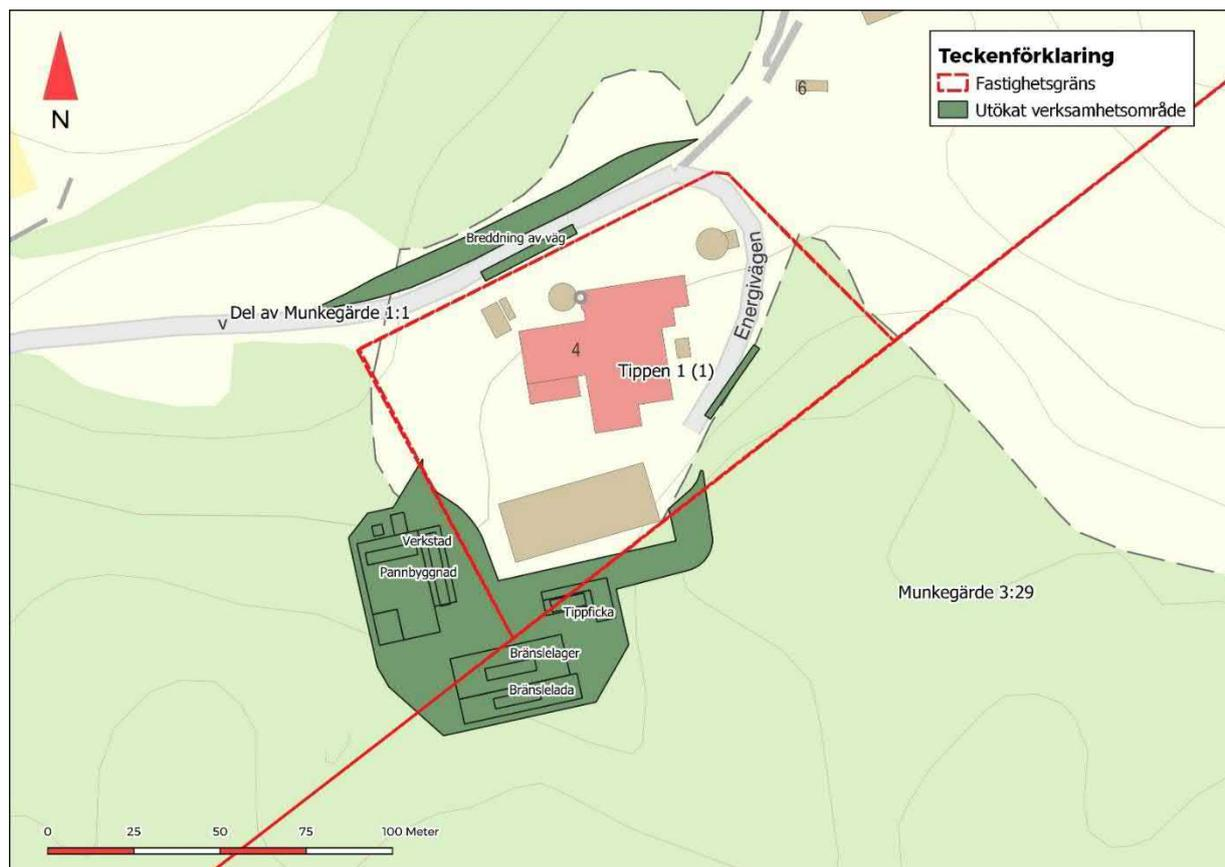 N
Teckenförklaring
Fastighetsgräns
Utökat verksamhetsområde
6
Breddning av väg
Del av Munkegärde 1:1
v
Energivägen
4
Tippen 1 (1)
Verkstad
Pannbyggnad
Munkegärde 3:29
Tippficka
Bränslelager
Bränslelada
0 25 50 75 100 Meter